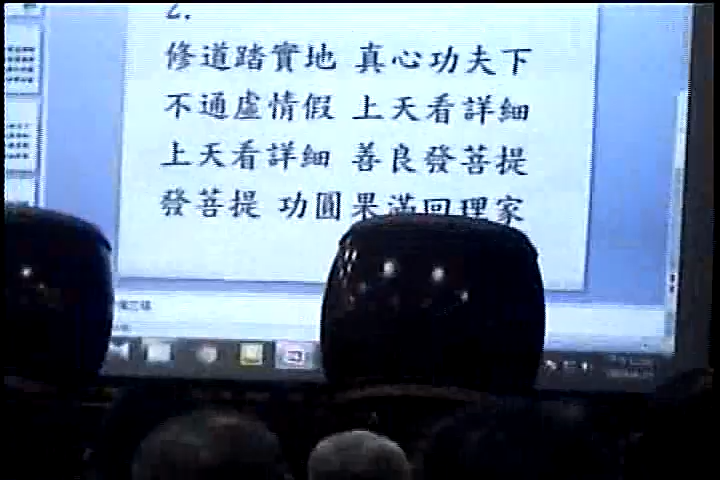 2.
修道踏實地 真心功夫下
不通虛情假 上天看詳細
上天看詳細 善良發菩提
發菩提 功圓果滿回理家